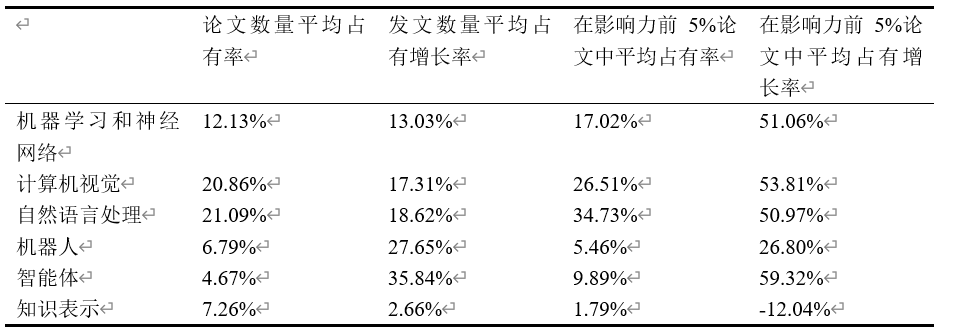 论文数量平均占有率
发文数量平均占有增长率
在影响力前 5%论文中平均占有率
在影响力前 5%论文中平均占有增长率
机器学习和神经网络 12.13% 13.03% 17.02% 51.06%
计算机视觉 20.86% 17.31% 26.51% 53.81%
自然语言处理 21.09% 18.62% 34.73% 50.97%
机器人 6.79% 27.65% 5.46% 26.80%
智能体 4.67% 35.84% 9.89% 59.32%
知识表示 7.26% 2.66% 1.79% -12.04%